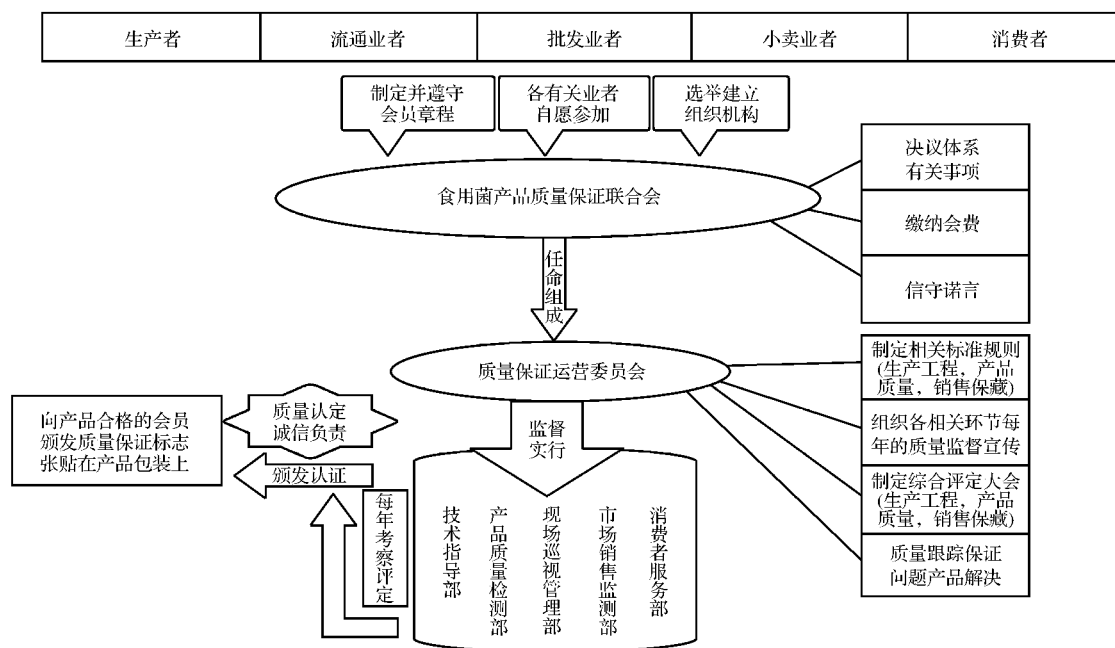 生产者
流通业者
批发业者
小卖业者
消费者
制定并遵守
会员章程
各有关业者
自愿参加
选举建立
组织机构
食用菌产品质量保证联合会
决议体系
有关事项
缴纳会费
信守诺言
任命组成
质量保证运营委员会
制定相关标准规则
(生产工程，产品
质量，销售保藏)
组织各相关环节每
年的质量监督宣传
制定综合评定大会
(生产工程，产品
质量，销售保藏)
质量跟踪保证
问题产品解决
向产品合格的会员
颁发质量保证标志
张贴在产品包装上
质量认定
诚信负责
颁发认证
每年考察评定
监督
实行
技术指导部
产品质量检测部
现场巡视管理部
市场销售监测部
消费者服务部